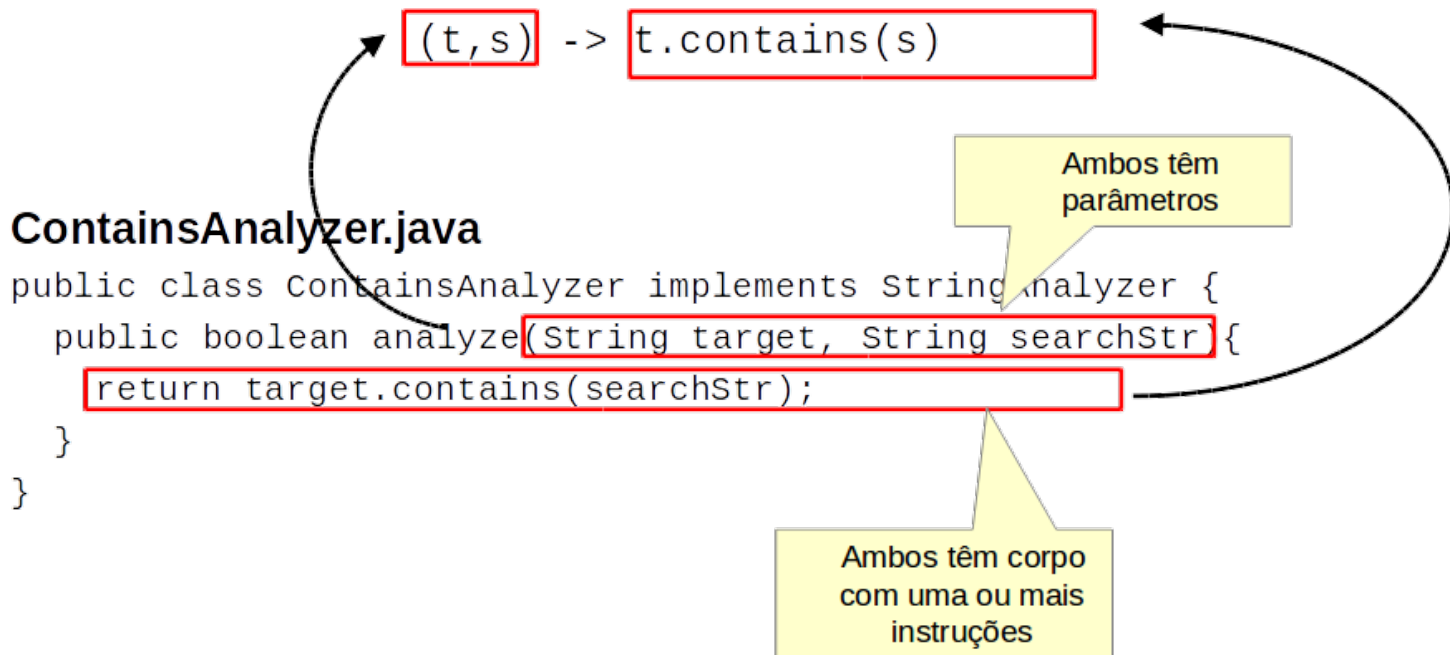 (t,s) -> t.contains(s)
Ambos têm
parâmetros
ContainsAnalyzer.java
public class ContainsAnalyzer implements StringAnalyzer {
public boolean analyze(String target, String searchStr){
return target.contains(searchStr);
}
}
Ambos têm corpo
com uma ou mais
instruções